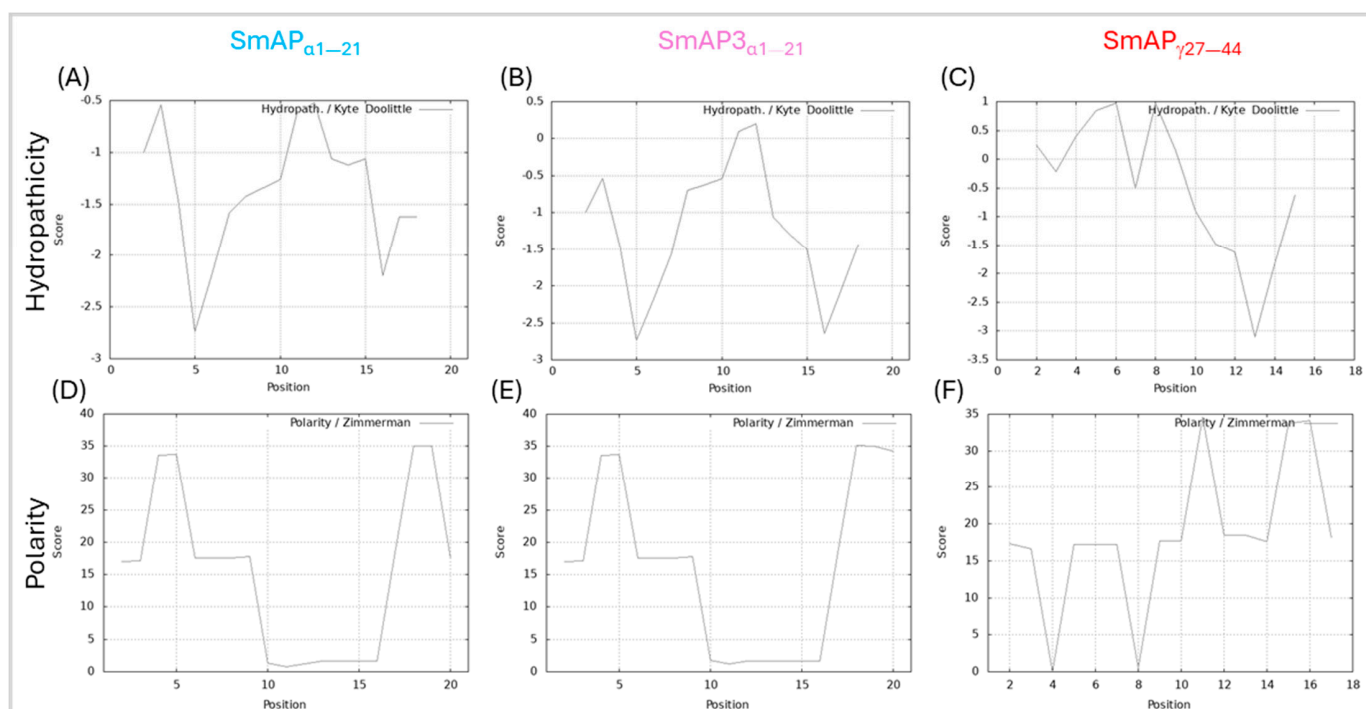 SmAPα1—21
SmAP3α1—21
SmAPγ27—44
Hydropathicity
(A)
Hydropath. / Kyte Doolittle
-0.5
-1
-1.5
-2
-2.5
-3
Score
0 5 10 15 20
Position
(B)
Hydropath. / Kyte Doolittle
0.5
0
-0.5
-1
-1.5
-2
-2.5
-3
Score
0 5 10 15 20
Position
(C)
Hydropath. / Kyte Doolittle
1
0.5
0
-0.5
-1
-1.5
-2
-2.5
-3
-3.5
Score
0 2 4 6 8 10 12 14 16 18
Position
Polarity
(D)
Polarity / Zimmerman
40
35
30
25
20
15
10
5
0
Score
5 10 15 20
Position
(E)
Polarity / Zimmerman
40
35
30
25
20
15
10
5
0
Score
5 10 15 20
Position
(F)
Polarity / Zimmerman
35
30
25
20
15
10
5
0
Score
2 4 6 8 10 12 14 16 18
Position